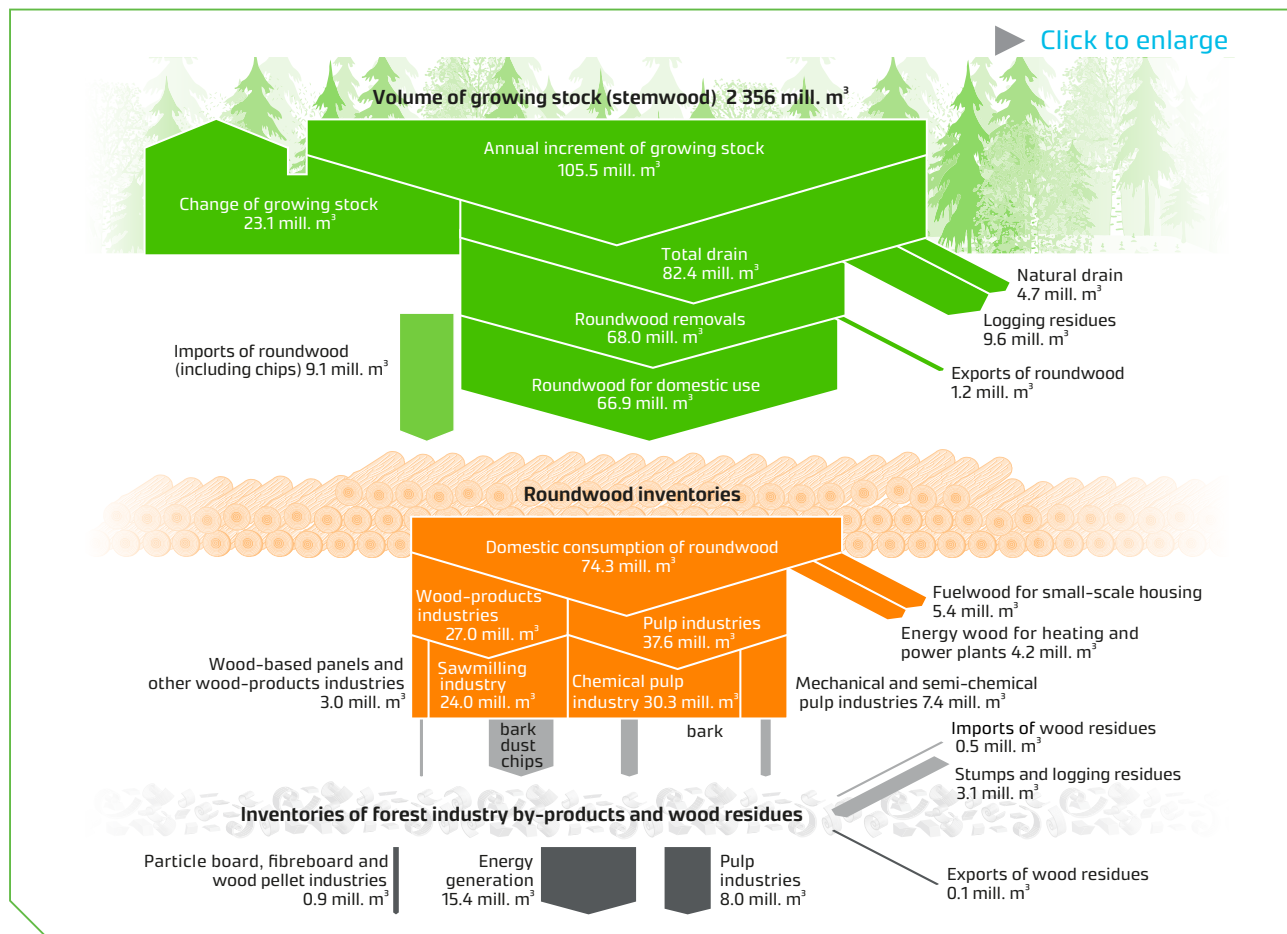 Click to enlarge
Volume of growing stock (stemwood) 2 356 mill. m³
Annual increment of growing stock
105.5 mill. m³
Change of growing stock
23.1 mill. m³
Total drain
82.4 mill. m³
Natural drain
4.7 mill. m³
Logging residues
9.6 mill. m³
Roundwood removals
68.0 mill. m³
Imports of roundwood
(including chips) 9.1 mill. m³
Exports of roundwood
1.2 mill. m³
Roundwood for domestic use
66.9 mill. m³
Roundwood inventories
Domestic consumption of roundwood
74.3 mill. m³
Wood-products
industries
27.0 mill. m³
Pulp industries
37.6 mill. m³
Fuelwood for small-scale housing
5.4 mill. m³
Energy wood for heating and
power plants 4.2 mill. m³
Wood-based panels and
other wood-products industries
3.0 mill. m³
Sawmilling
industry
24.0 mill. m³
Chemical pulp
industry 30.3 mill. m³
Mechanical and semi-chemical
pulp industries 7.4 mill. m³
bark
dust
chips
bark
Imports of wood residues
0.5 mill. m³
Stumps and logging residues
3.1 mill. m³
Inventories of forest industry by-products and wood residues
Particle board, fibreboard and
wood pellet industries
0.9 mill. m³
Energy
generation
15.4 mill. m³
Pulp
industries
8.0 mill. m³
Exports of wood residues
0.1 mill. m³